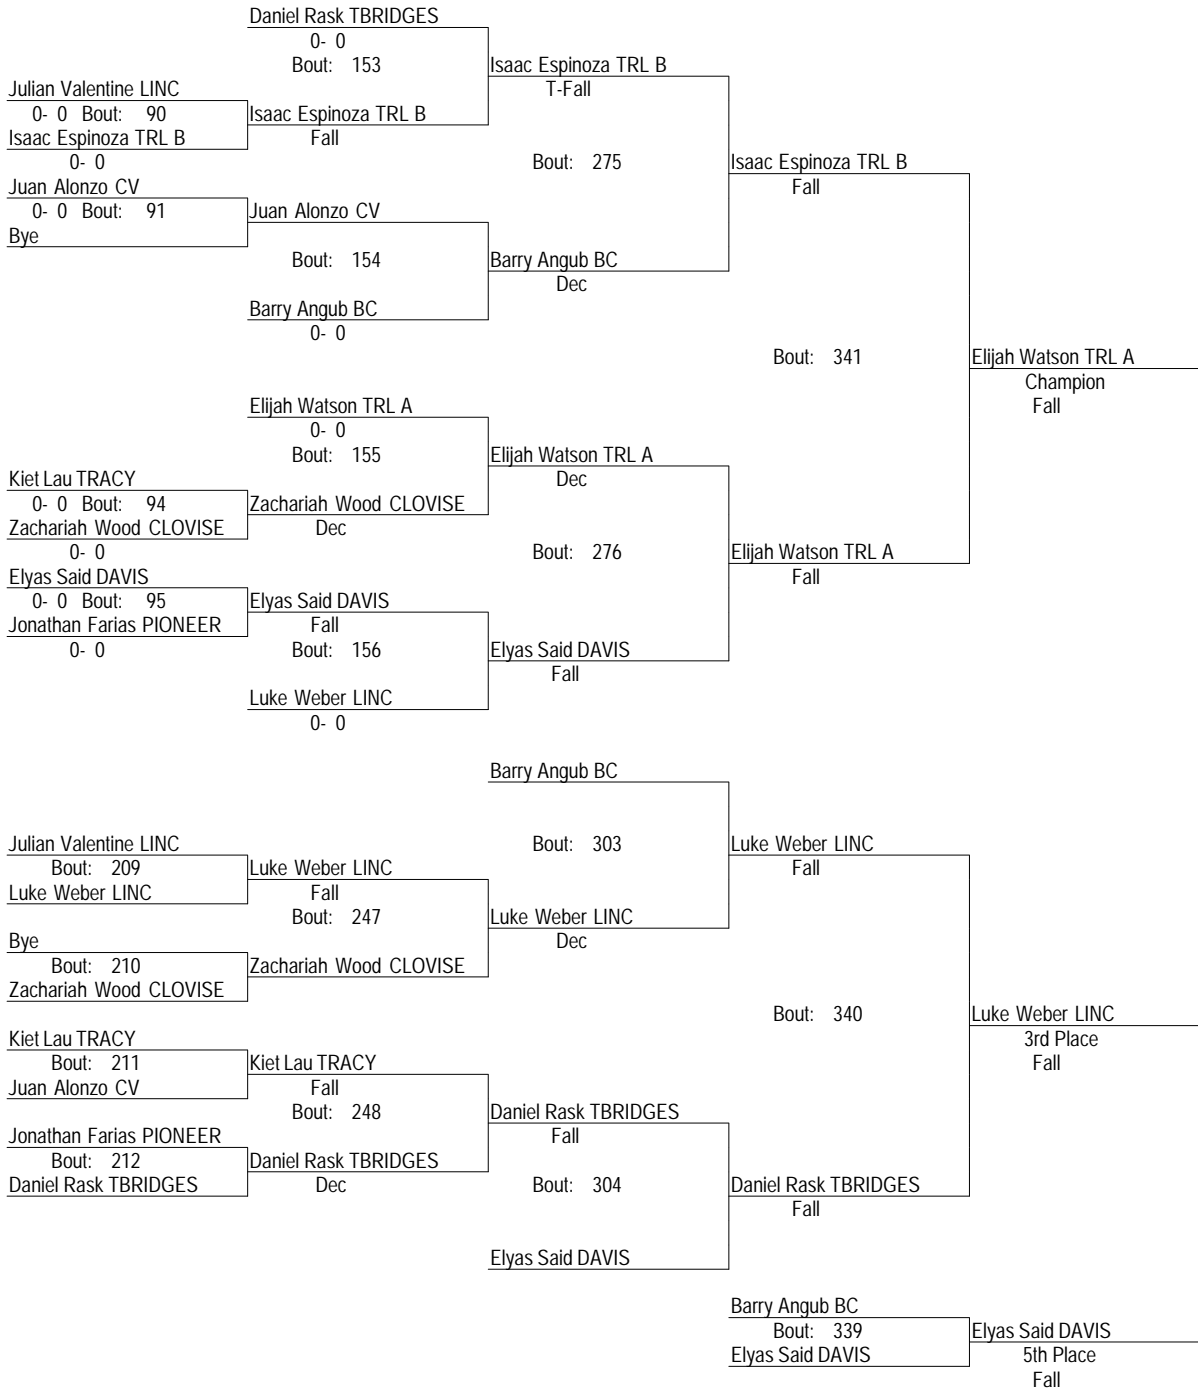 Daniel Rask TBRIDGES
0- 0
Bout: 153
Isaac Espinoza TRL B
T-Fall
Julian Valentine LINC
0- 0 Bout: 90
Isaac Espinoza TRL B
Fall
Isaac Espinoza TRL B
0- 0
Bout: 275
Isaac Espinoza TRL B
Fall
Juan Alonzo CV
0- 0 Bout: 91
Juan Alonzo CV
Bye
Bout: 154
Barry Angub BC
Dec
Barry Angub BC
0- 0
Bout: 341
Elijah Watson TRL A
Champion
Fall
Elijah Watson TRL A
0- 0
Bout: 155
Elijah Watson TRL A
Dec
Kiet Lau TRACY
0- 0 Bout: 94
Zachariah Wood CLOVISE
Dec
Zachariah Wood CLOVISE
0- 0
Bout: 276
Elijah Watson TRL A
Fall
Elyas Said DAVIS
0- 0 Bout: 95
Elyas Said DAVIS
Fall
Jonathan Farias PIONEER
0- 0
Bout: 156
Elyas Said DAVIS
Fall
Luke Weber LINC
0- 0
Barry Angub BC
Bout: 303
Luke Weber LINC
Fall
Julian Valentine LINC
Bout: 209
Luke Weber LINC
Fall
Luke Weber LINC
Bout: 247
Luke Weber LINC
Dec
Bye
Bout: 210
Zachariah Wood CLOVISE
Zachariah Wood CLOVISE
Bout: 340
Luke Weber LINC
3rd Place
Fall
Kiet Lau TRACY
Bout: 211
Kiet Lau TRACY
Fall
Juan Alonzo CV
Bout: 248
Daniel Rask TBRIDGES
Fall
Jonathan Farias PIONEER
Bout: 212
Daniel Rask TBRIDGES
Dec
Daniel Rask TBRIDGES
Bout: 304
Daniel Rask TBRIDGES
Fall
Elyas Said DAVIS
Barry Angub BC
Bout: 339
Elyas Said DAVIS
Elyas Said DAVIS
5th Place
Fall